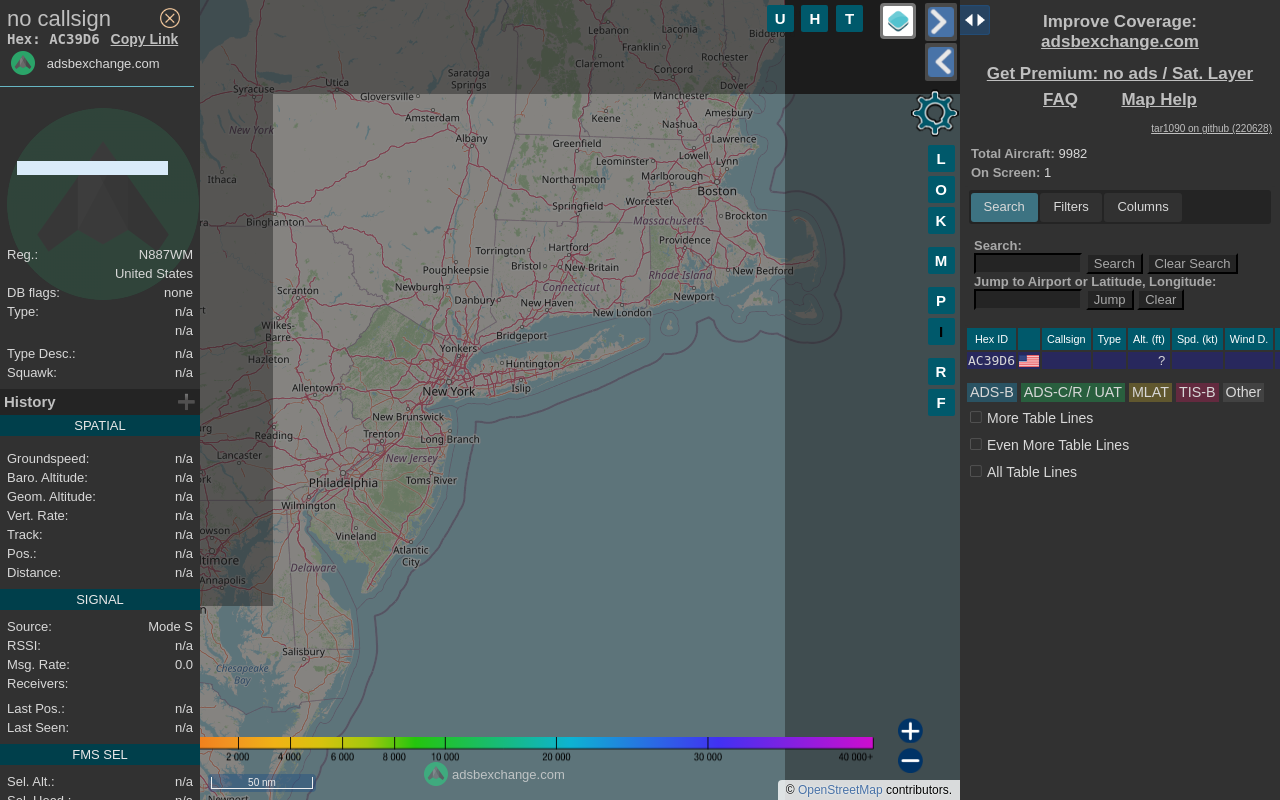 no callsign
Hex: AC39D6 Copy Link
adsbexchange.com
Reg.: N887WM
United States
DB flags: none
Type: n/a
n/a
Type Desc.: n/a
Squawk: n/a
History
SPATIAL
Groundspeed: n/a
Baro. Altitude: n/a
Geom. Altitude: n/a
Vert. Rate: n/a
Track: n/a
Pos.: n/a
Distance: n/a
SIGNAL
Source: Mode S
RSSI: n/a
Msg. Rate: 0.0
Receivers:
Last Pos.: n/a
Last Seen: n/a
FMS SEL
Sel. Alt.: n/a
U H T
L
O
K
M
P
I
R
F
Lebanon
Laconia
Franklin
Claremont
Rochester
Concord
Utica
Saratoga
Springs
Syracuse
Dover
Gloversville
Manchester
Amsterdam
Keene
Amesbury
Nashua
New York
Albany
Greenfield
Lawrence
Lowell
Leominster
Lynn
Ithaca
Northampton
Marlborough
Boston
Worcester
Springfield
Brockton
Binghamton
Massachusetts
Providence
Hartford
Torrington
Bristol
New Britain
Poughkeepsie
New Bedford
Rhode Island
Connecticut
Newburgh
Scranton
Danbury
New Haven
Newport
New London
Wilkes-
Barre
Bridgeport
Yonkers
Hazleton
Huntington
Allentown
New York
Islip
New Brunswick
Reading
Trenton
Long Branch
Lancaster
New Jersey
Philadelphia
Toms River
Wilmington
Vineland
Atlantic
City
Delaware
Annapolis
Salisbury
Chesapeake
Bay
2 000 4 000 6 000 8 000 10 000 20 000 30 000 40 000+
adsbexchange.com
50 nm
© OpenStreetMap contributors.
Improve Coverage:
adsbexchange.com
Get Premium: no ads / Sat. Layer
FAQ Map Help
tar1090 on github (220628)
Total Aircraft: 9982
On Screen: 1
Search Filters Columns
Search:
Search Clear Search
Jump to Airport or Latitude, Longitude:
Jump Clear
Hex ID Callsign Type Alt. (ft) Spd. (kt) Wind D.
AC39D6 ?
ADS-B ADS-C/R / UAT MLAT TIS-B Other
More Table Lines
Even More Table Lines
All Table Lines